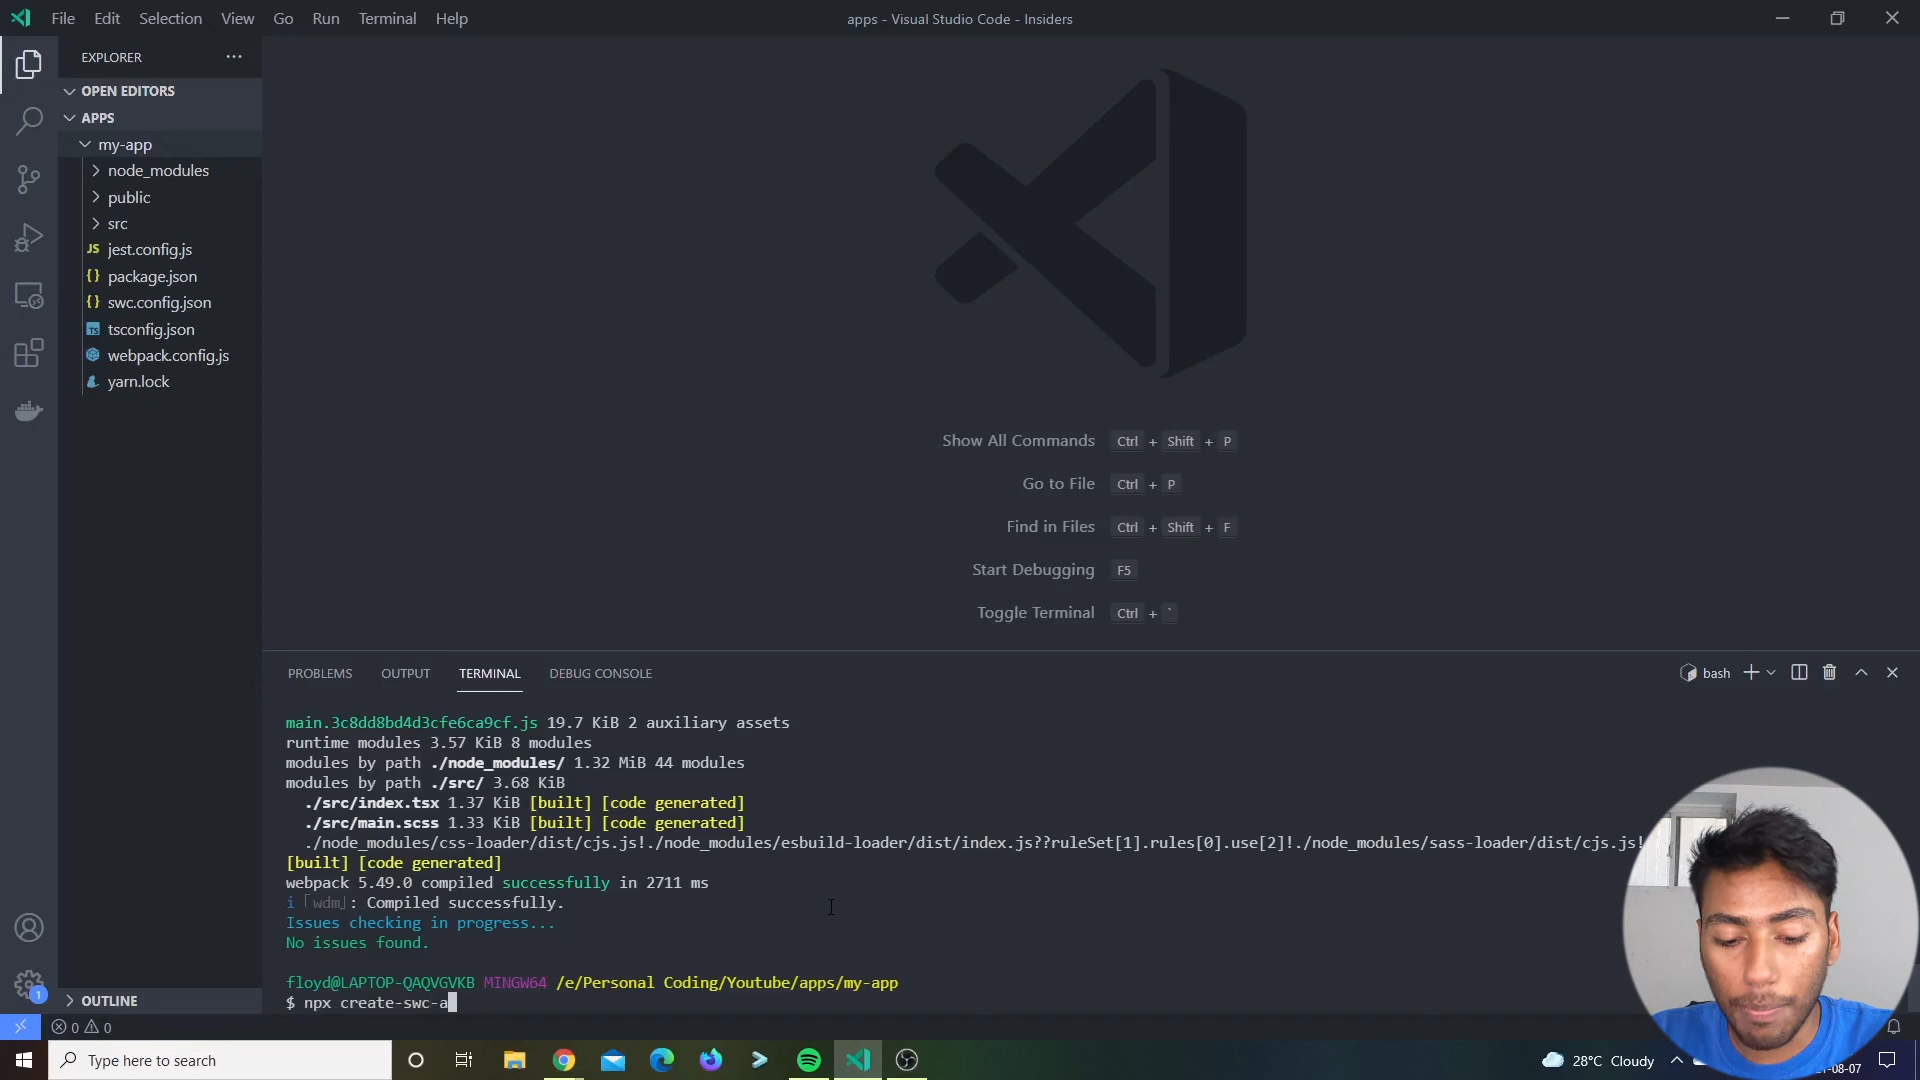 File Edit Selection View Go Run Terminal Help
apps - Visual Studio Code - Insiders
EXPLORER
OPEN EDITORS
APPS
my-app
node_modules
public
src
JS jest.config.js
{} package.json
{} swc.config.json
TS tsconfig.json
webpack.config.js
yarn.lock
OUTLINE
Show All Commands Ctrl + Shift + P
Go to File Ctrl + P
Find in Files Ctrl + Shift + F
Start Debugging F5
Toggle Terminal Ctrl + `
PROBLEMS OUTPUT TERMINAL DEBUG CONSOLE
bash
main.3c8dd8bd4d3cfe6ca9cf.js 19.7 KiB 2 auxiliary assets
runtime modules 3.57 KiB 8 modules
modules by path ./node_modules/ 1.32 MiB 44 modules
modules by path ./src/ 3.68 KiB
./src/index.tsx 1.37 KiB [built] [code generated]
./src/main.scss 1.33 KiB [built] [code generated]
./node_modules/css-loader/dist/cjs.js!./node_modules/esbuild-loader/dist/index.js??ruleSet[1].rules[0].use[2]!./node_modules/sass-loader/dist/cjs.js!
[built] [code generated]
webpack 5.49.0 compiled successfully in 2711 ms
i ｢wdm｣: Compiled successfully.
Issues checking in progress...
No issues found.
floyd@LAPTOP-QAQVGVKB MINGW64 /e/Personal Coding/Youtube/apps/my-app
$ npx create-swc-a
1
0 0
Type here to search
28°C Cloudy
-08-07